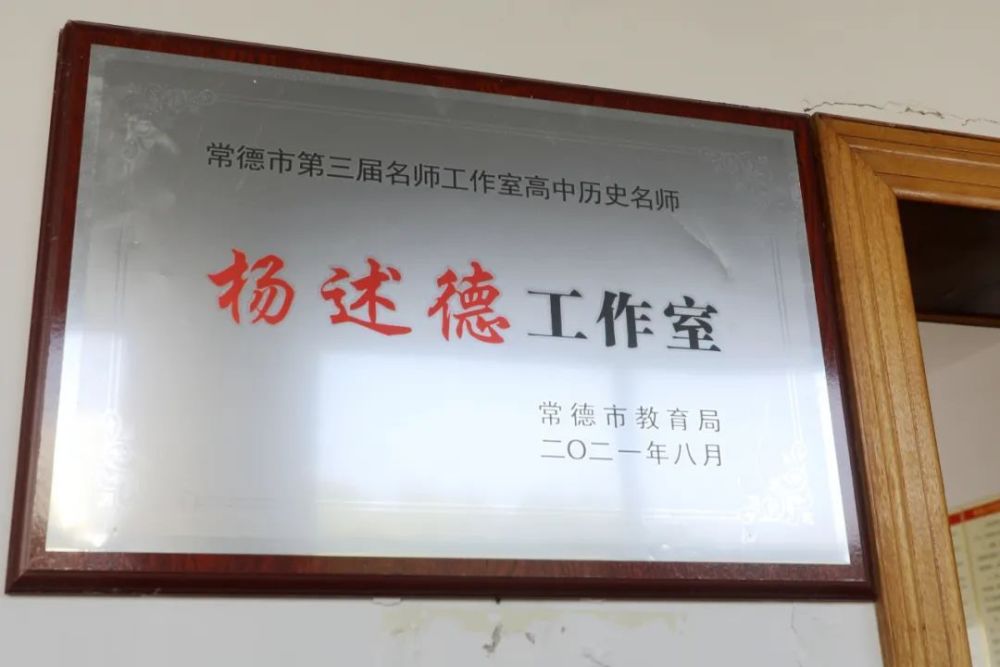 常德市第三届名师工作室高中历史名师
杨述德工作室
常德市教育局
二〇二一年八月